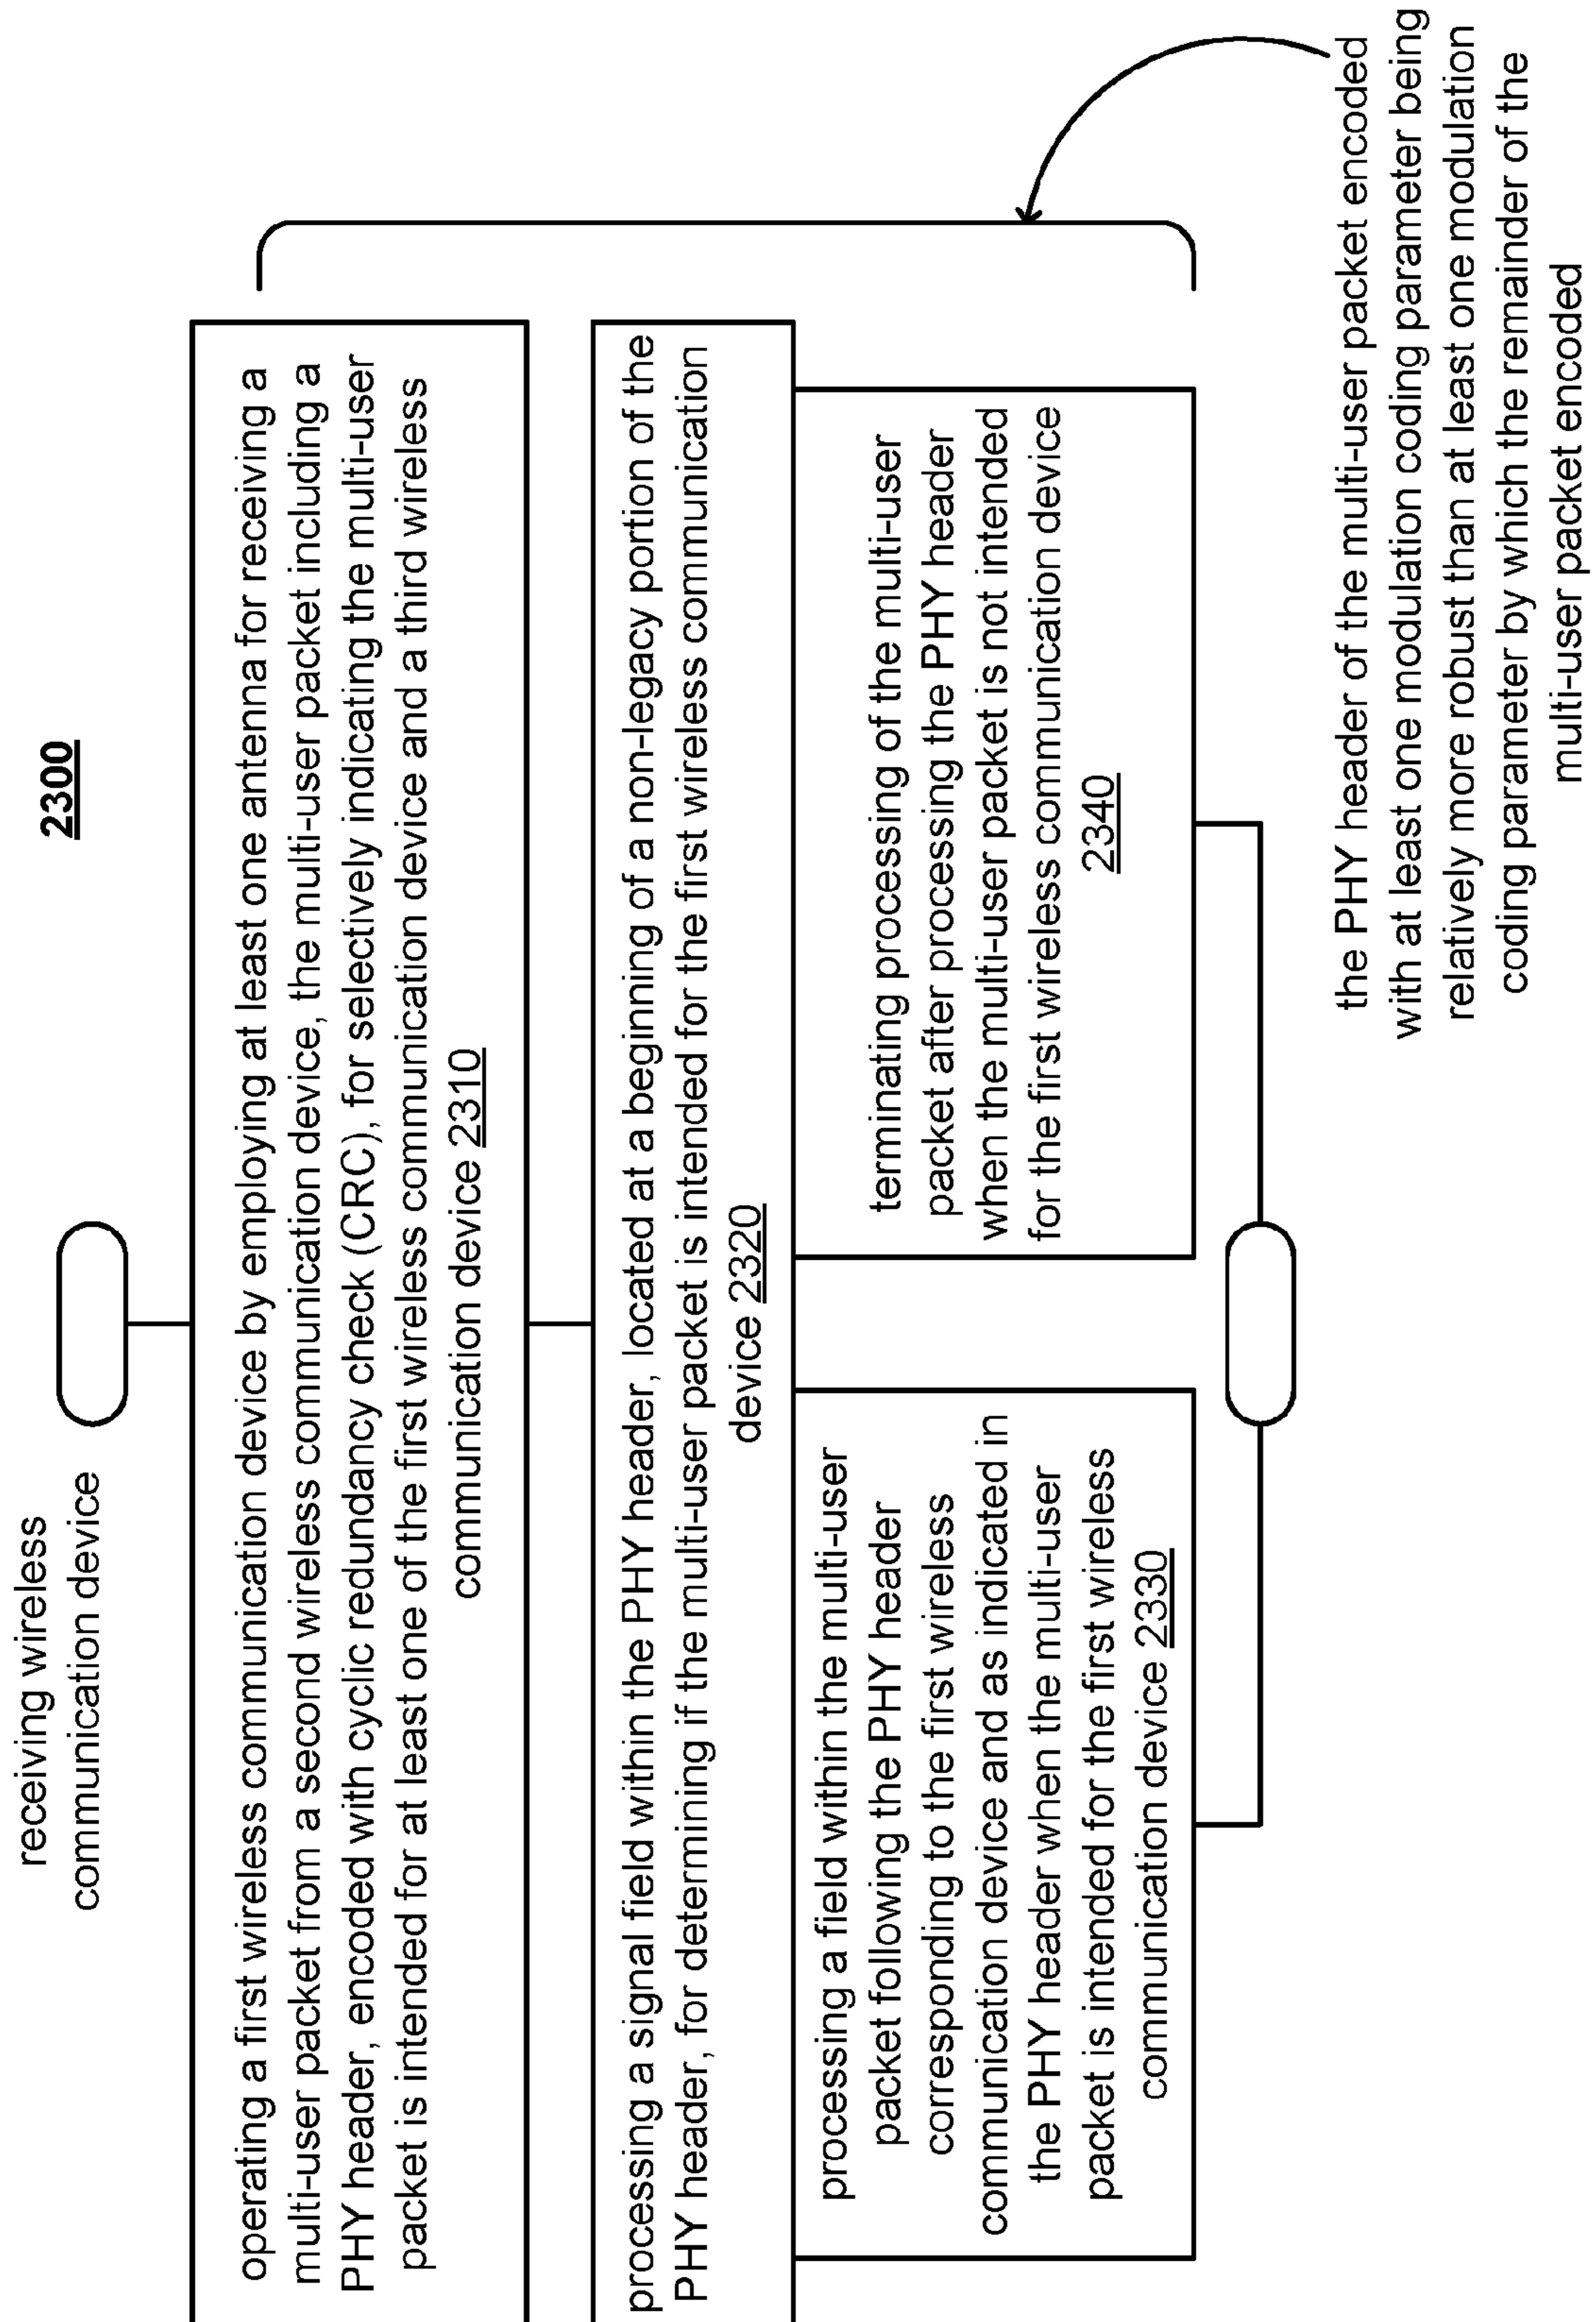 2300
receiving wireless
communication device
operating a first wireless communication device by employing at least one antenna for receiving a
multi-user packet from a second wireless communication device, the multi-user packet including a
PHY header, encoded with cyclic redundancy check (CRC), for selectively indicating the multi-user
packet is intended for at least one of the first wireless communication device and a third wireless
communication device 2310
processing a signal field within the PHY header, located at a beginning of a non-legacy portion of the
PHY header, for determining if the multi-user packet is intended for the first wireless communication
device 2320
processing a field within the multi-user
packet following the PHY header
corresponding to the first wireless
communication device and as indicated in
the PHY header when the multi-user
packet is intended for the first wireless
communication device 2330
terminating processing of the multi-user
packet after processing the PHY header
when the multi-user packet is not intended
for the first wireless communication device
2340
the PHY header of the multi-user packet encoded
with at least one modulation coding parameter being
relatively more robust than at least one modulation
coding parameter by which the remainder of the
multi-user packet encoded